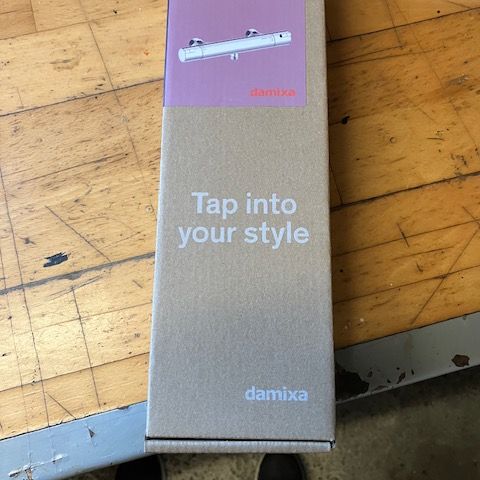 damixa
Tap into
your style
damixa